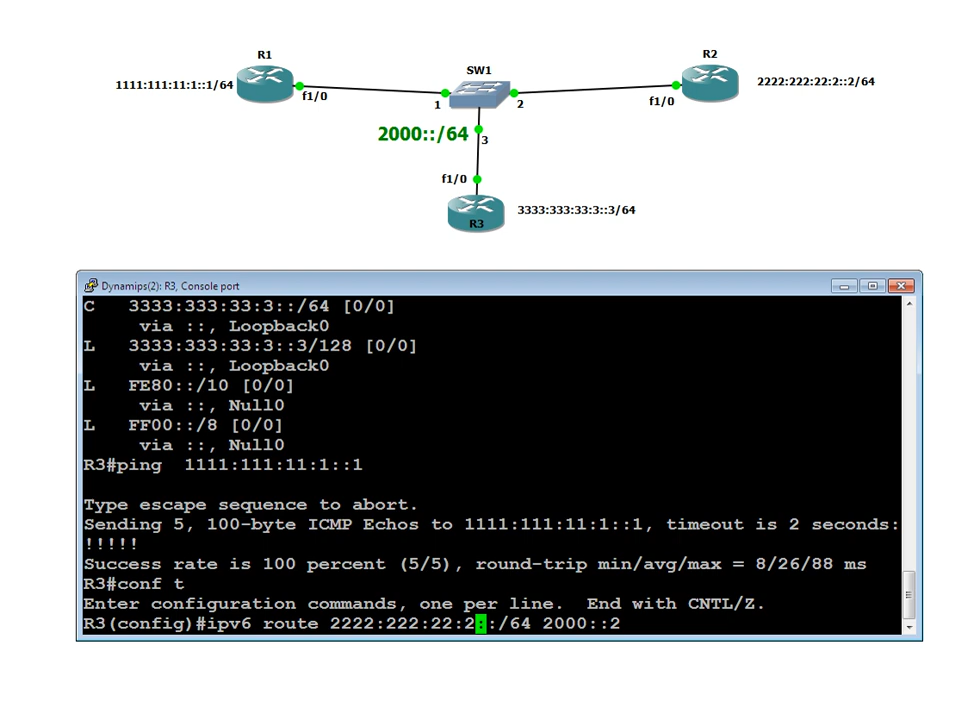 R1
R2
SW1
1111:111:11:1::1/64
2222:222:22:2::2/64
f1/0
1
2
f1/0
2000::/64
3
f1/0
3333:333:33:3::3/64
R3
Dynamips(2): R3, Console port
C 3333:333:33:3::/64 [0/0]
via ::, Loopback0
L 3333:333:33:3::3/128 [0/0]
via ::, Loopback0
L FE80::/10 [0/0]
via ::, Null0
L FF00::/8 [0/0]
via ::, Null0
R3#ping 1111:111:11:1::1
Type escape sequence to abort.
Sending 5, 100-byte ICMP Echos to 1111:111:11:1::1, timeout is 2 seconds:
!!!!!
Success rate is 100 percent (5/5), round-trip min/avg/max = 8/26/88 ms
R3#conf t
Enter configuration commands, one per line. End with CNTL/Z.
R3(config)#ipv6 route 2222:222:22:2::/64 2000::2